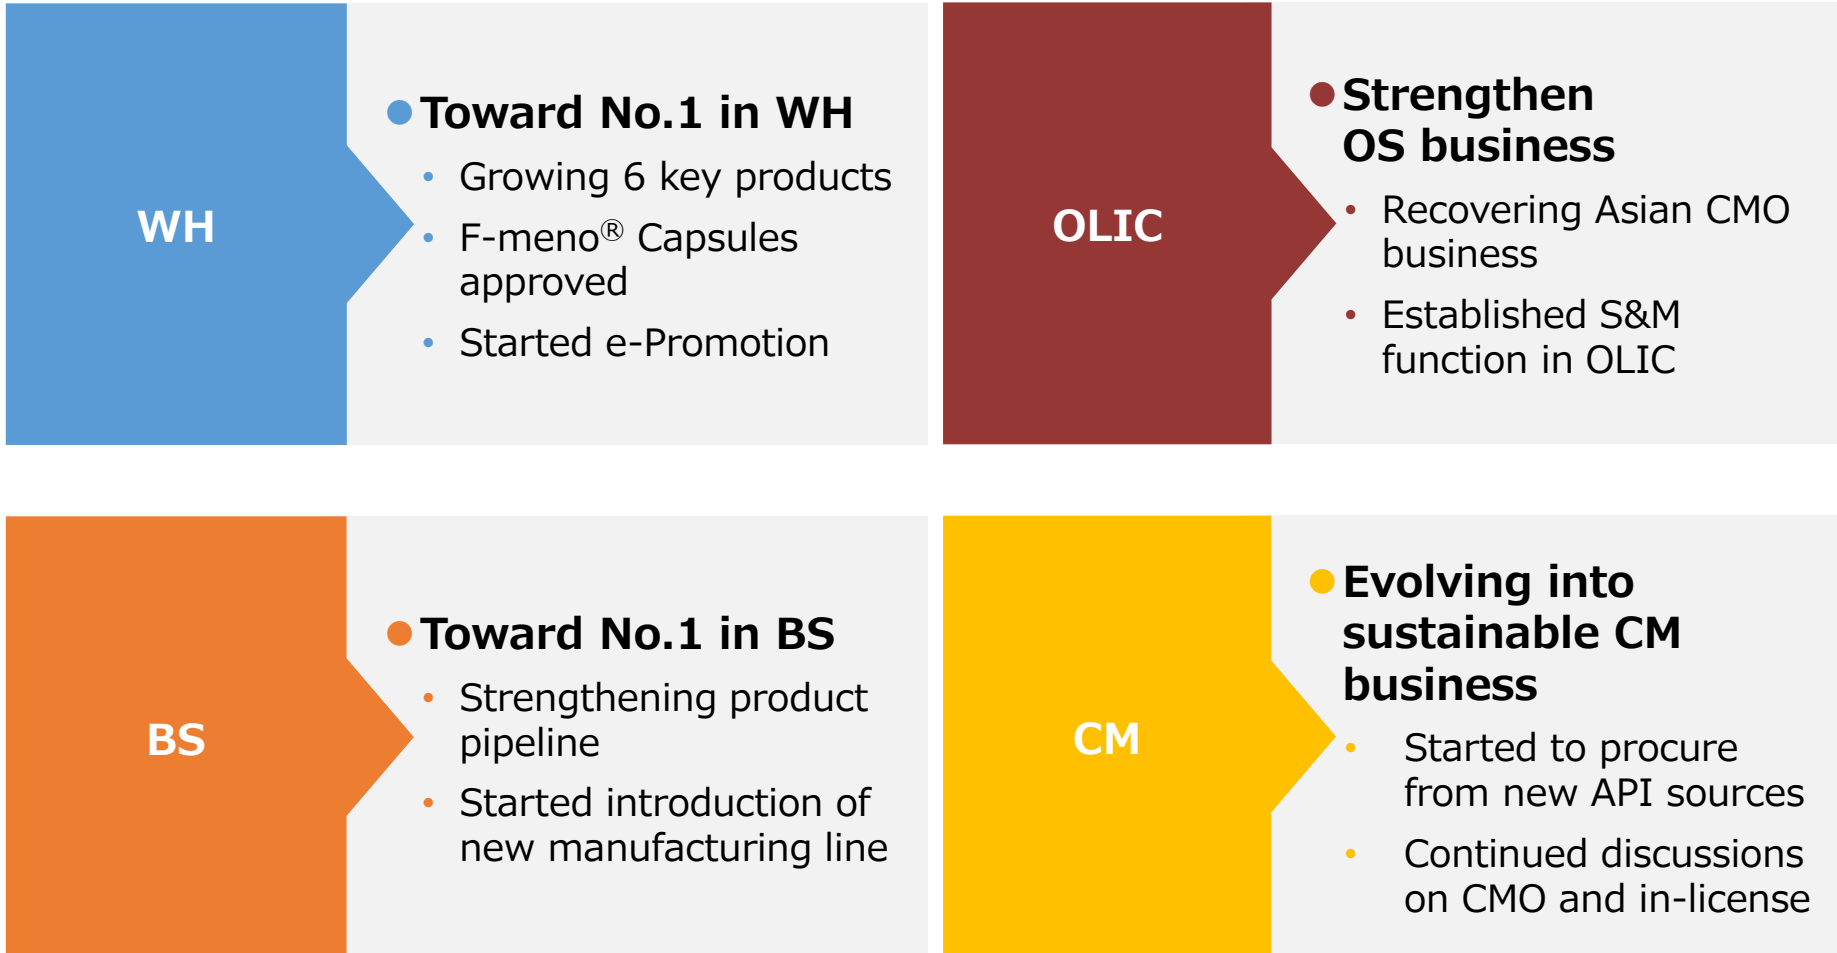 WH
●Toward No.1 in WH
• Growing 6 key products
• F-meno® Capsules
approved
• Started e-Promotion
OLIC
●Strengthen
OS business
• Recovering Asian CMO
business
• Established S&M
function in OLIC
BS
●Toward No.1 in BS
• Strengthening product
pipeline
• Started introduction of
new manufacturing line
CM
●Evolving into
sustainable CM
business
• Started to procure
from new API sources
• Continued discussions
on CMO and in-license